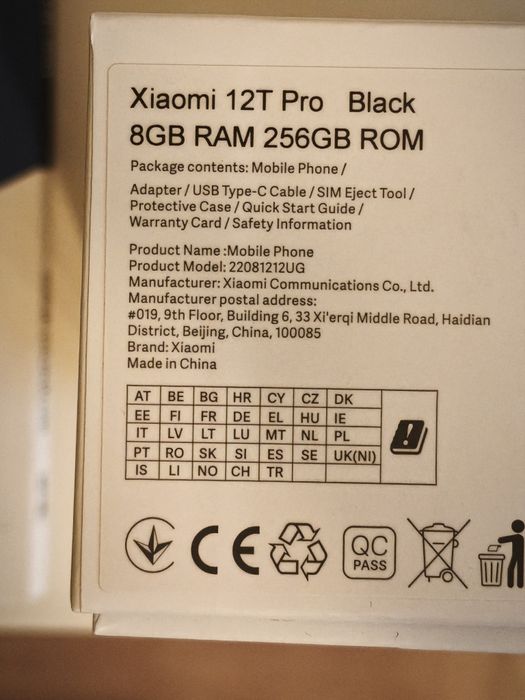 Xiaomi 12T Pro Black
8GB RAM 256GB ROM
Package contents: Mobile Phone /
Adapter / USB Type-C Cable / SIM Eject Tool /
Protective Case / Quick Start Guide /
Warranty Card / Safety Information
Product Name :Mobile Phone
Product Model: 22081212UG
Manufacturer: Xiaomi Communications Co., Ltd.
Manufacturer postal address:
#019, 9th Floor, Building 6, 33 Xi'erqi Middle Road, Haidian
District, Beijing, China, 100085
Brand: Xiaomi
Made in China
AT BE BG HR CY CZ DK
EE FI FR DE EL HU IE
IT LV LT LU MT NL PL
PT RO SK SI ES SE UK(NI)
IS LI NO CH TR
!
CE
QC
PASS